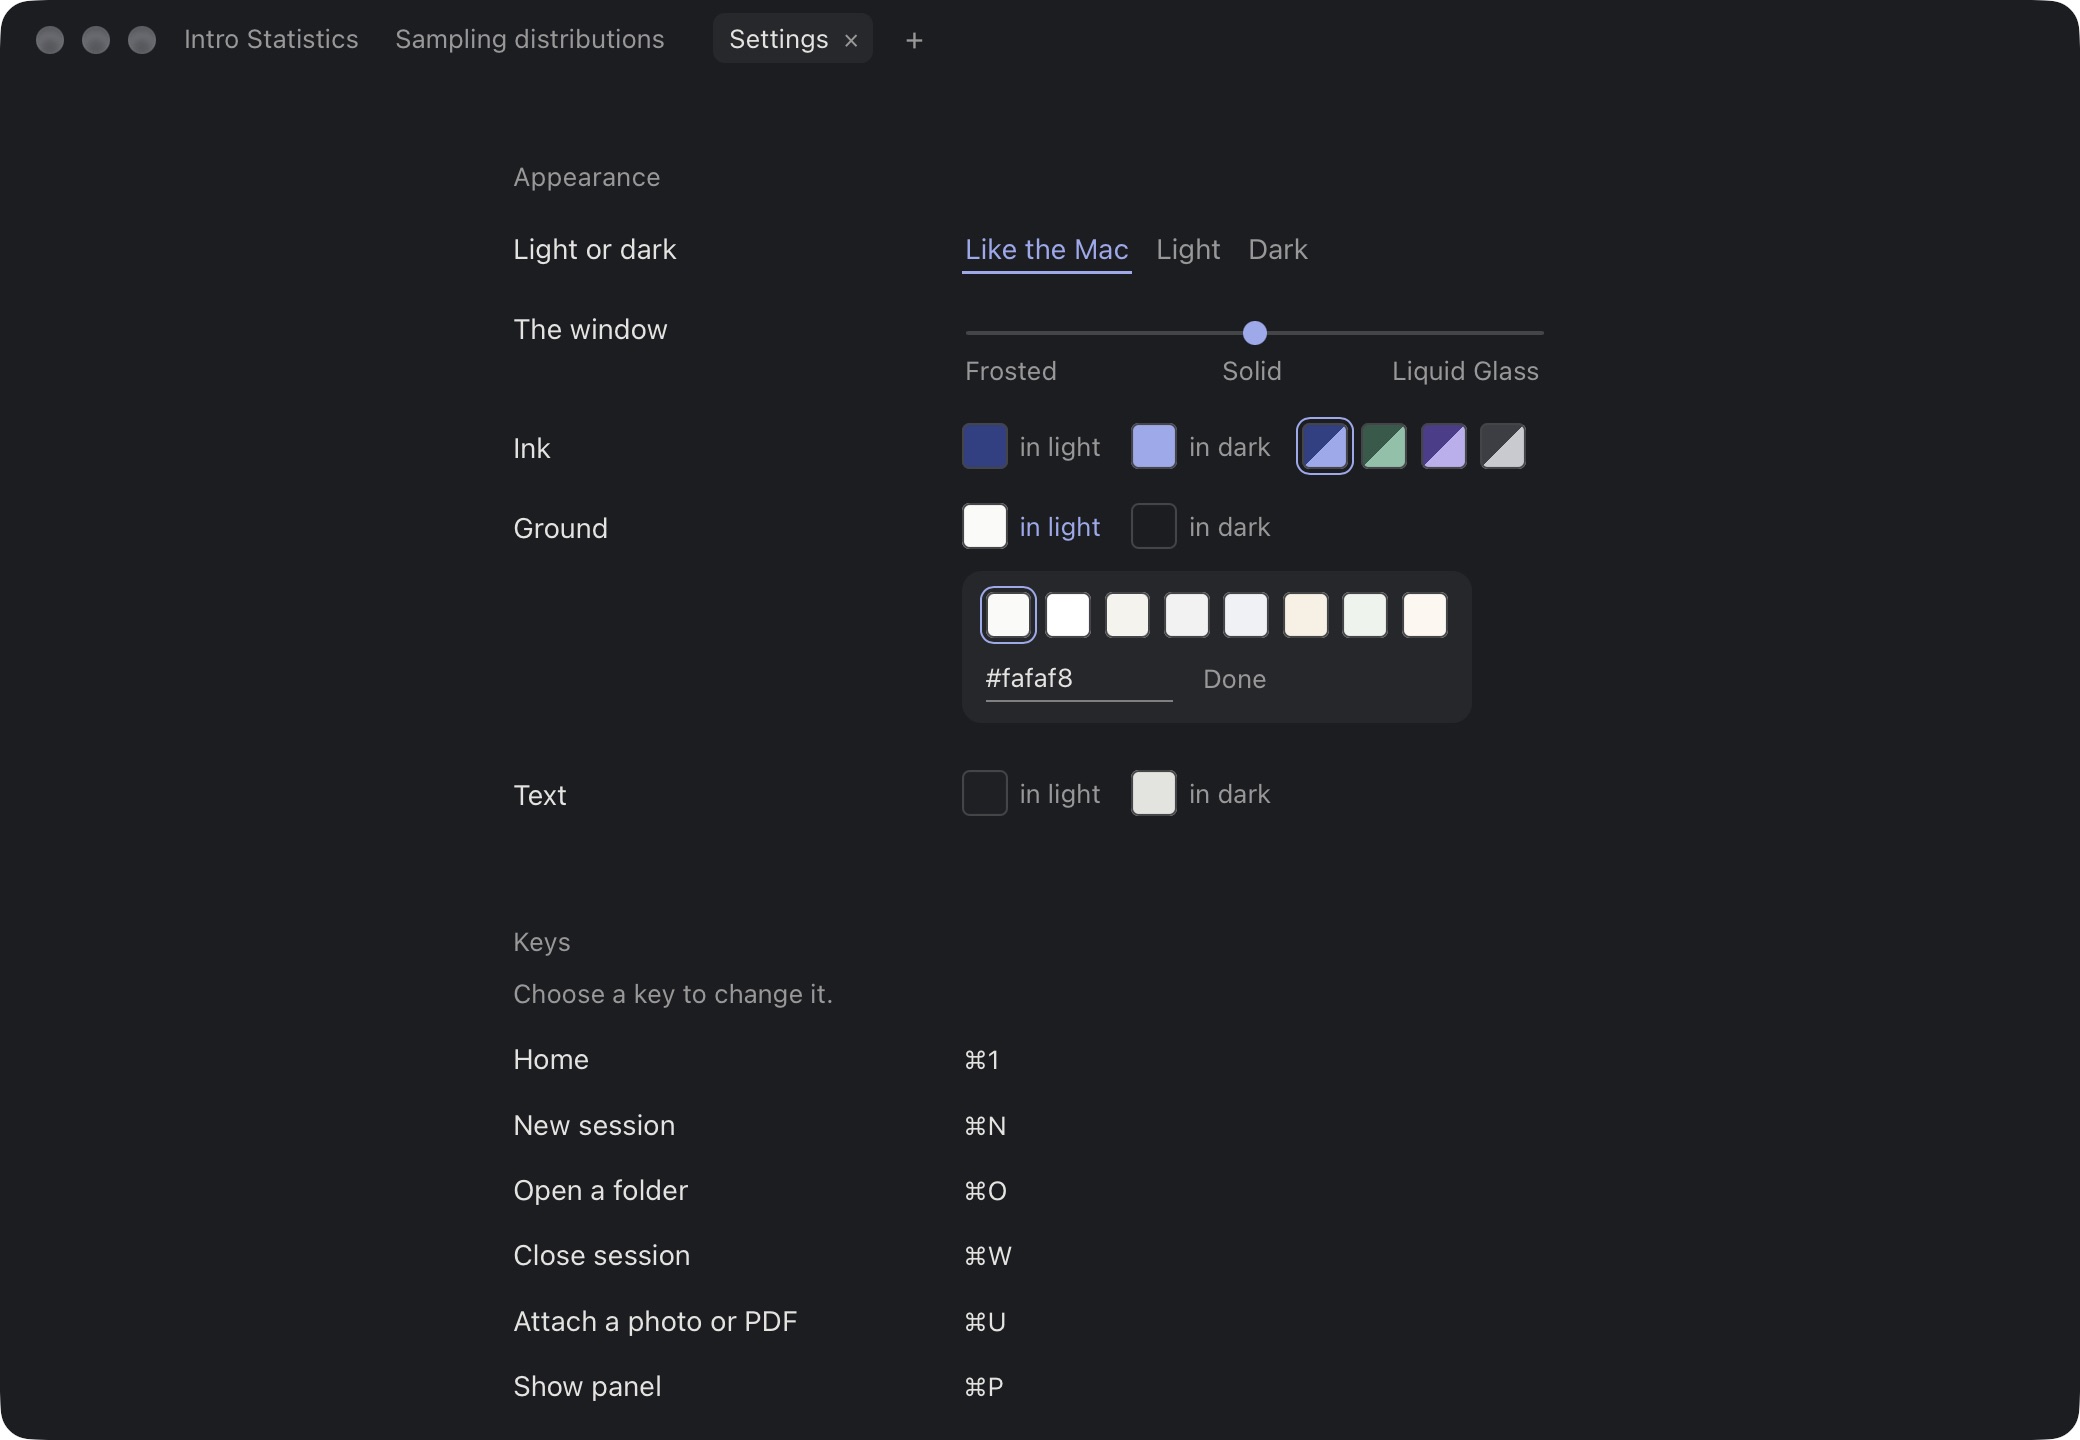 Intro Statistics Sampling distributions Settings × +
Appearance
Light or dark Like the Mac Light Dark
The window
Frosted Solid Liquid Glass
Ink in light in dark
Ground in light in dark
#fafaf8 Done
Text in light in dark
Keys
Choose a key to change it.
Home ⌘1
New session ⌘N
Open a folder ⌘O
Close session ⌘W
Attach a photo or PDF ⌘U
Show panel ⌘P